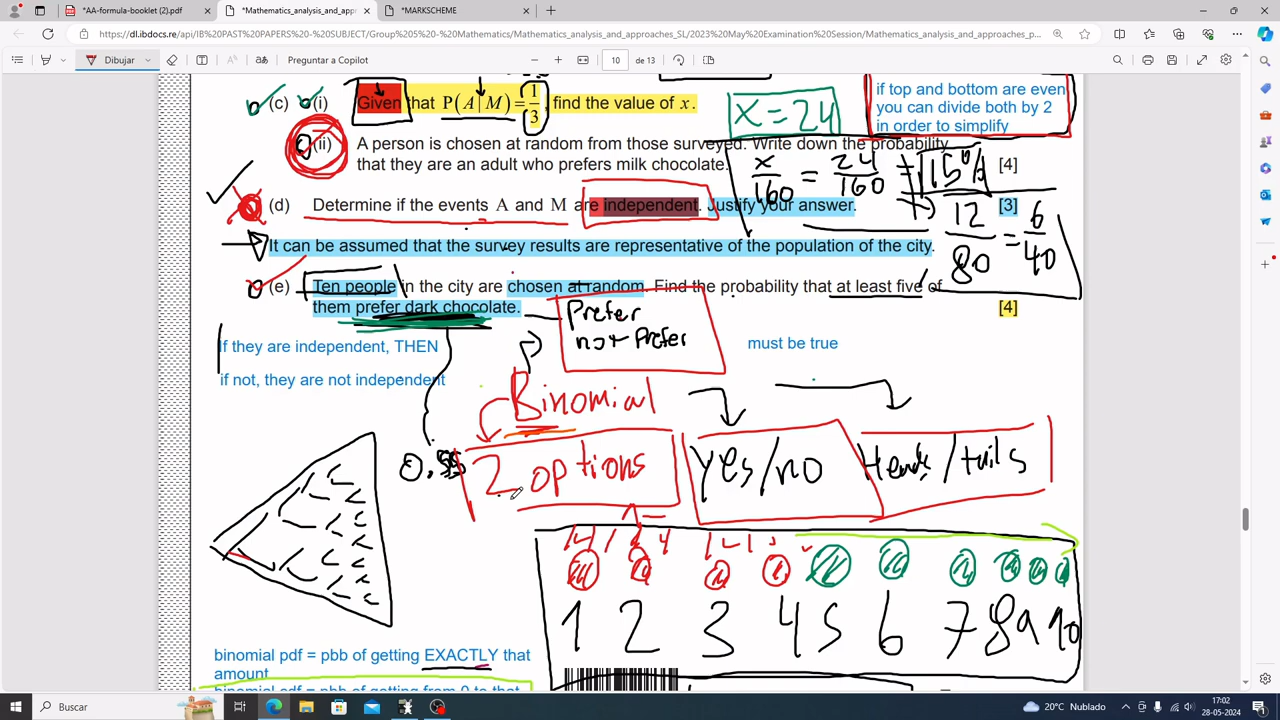 *AA-formula-booklet (2).pdf
*Mathematics_analysis_and_app
*MARKSCHEME
https://dl.ibdocs.re/api/IB%20PAST%20PAPERS%20-%20SUBJECT/Group%205%20-%20Mathematics/Mathematics_analysis_and_approaches_SL/2023%20May%20Examination%20Session/Mathematics_analysis_and_approaches_p...
Dibujar
Preguntar a Copilot
10 de 13
(c) (i) Given that P(A|M) = 1/3, find the value of x.
x = 24
if top and bottom are even
you can divide both by 2
in order to simplify
(ii) A person is chosen at random from those surveyed. Write down the probability
that they are an adult who prefers milk chocolate. [4]
x/160 = 24/160 = 15%
(d) Determine if the events A and M are independent. Justify your answer. [3]
12/80 = 6/40
It can be assumed that the survey results are representative of the population of the city.
(e) Ten people in the city are chosen at random. Find the probability that at least five of
them prefer dark chocolate. [4]
Prefer
not Prefer
If they are independent, THEN must be true
if not, they are not independent
Binomial
2 options
Yes/no
Heads/tails
1 2 3 4 5 6 7 8 9 10
binomial pdf = pbb of getting EXACTLY that
amount
binomial cdf = pbb of getting from 0 to that
Buscar
20°C Nublado
17:02
28-05-2024